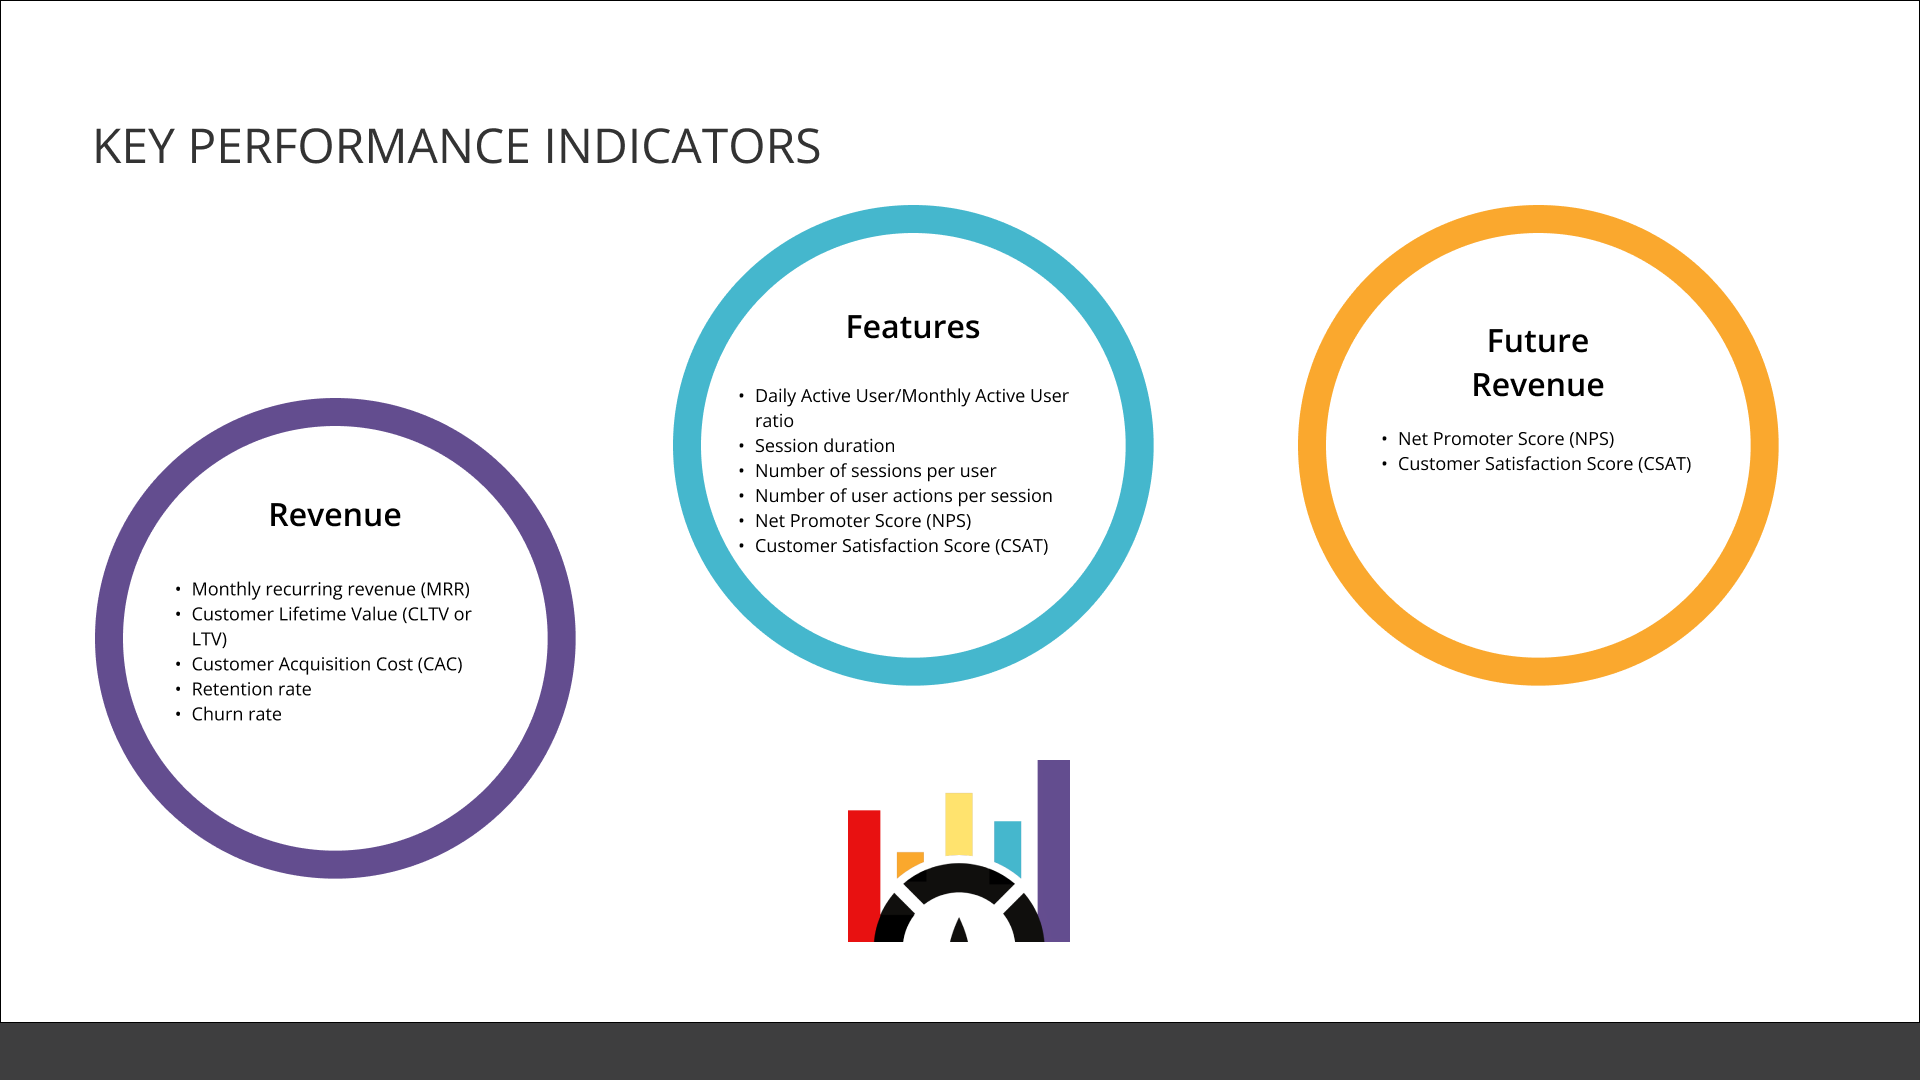 KEY PERFORMANCE INDICATORS
Revenue
• Monthly recurring revenue (MRR)
• Customer Lifetime Value (CLTV or
LTV)
• Customer Acquisition Cost (CAC)
• Retention rate
• Churn rate
Features
• Daily Active User/Monthly Active User
ratio
• Session duration
• Number of sessions per user
• Number of user actions per session
• Net Promoter Score (NPS)
• Customer Satisfaction Score (CSAT)
Future
Revenue
• Net Promoter Score (NPS)
• Customer Satisfaction Score (CSAT)